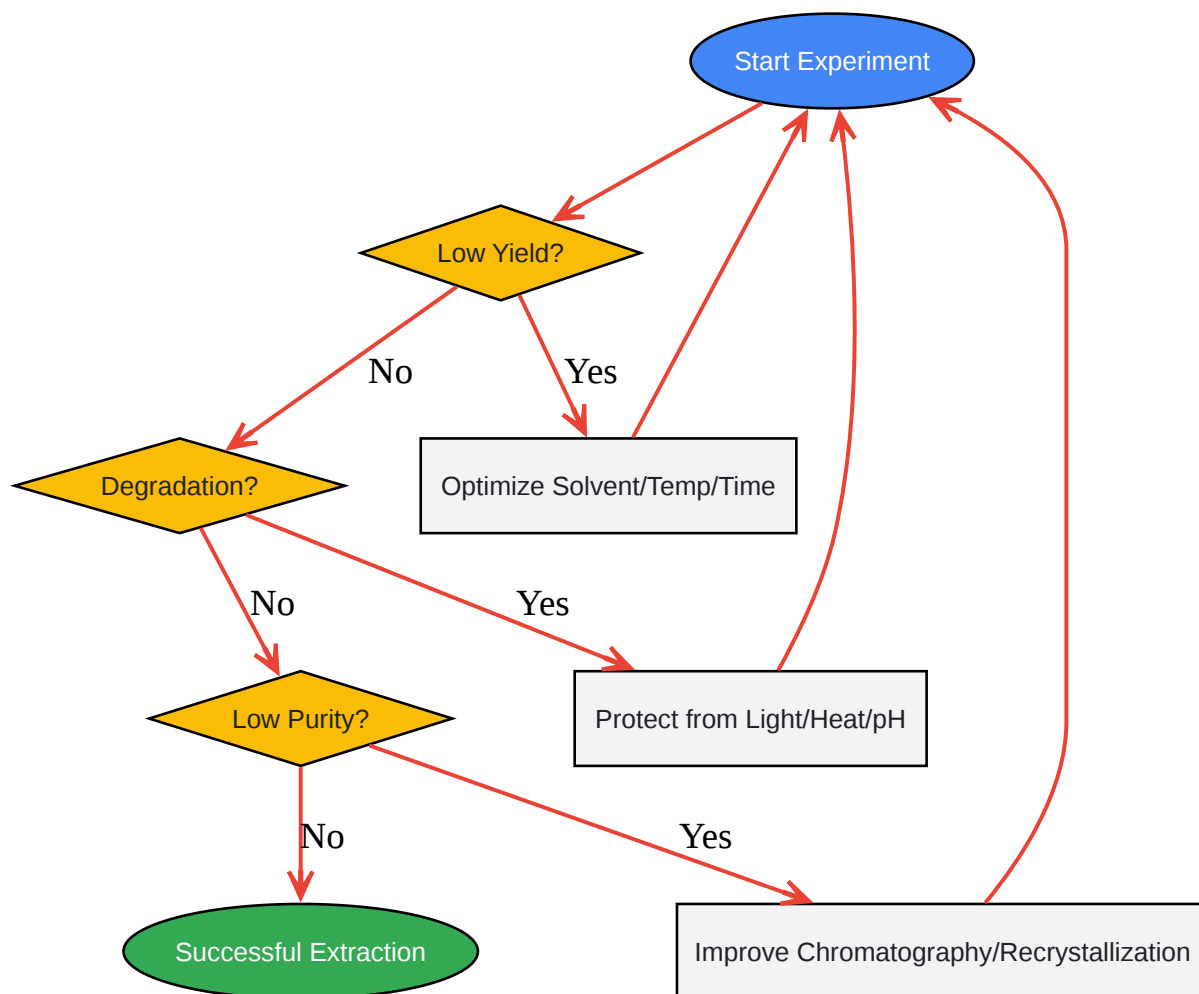 Start Experiment
Low Yield?
No
Yes
Degradation?
Optimize Solvent/Temp/Time
No
Yes
Low Purity?
Protect from Light/Heat/pH
No
Yes
Successful Extraction
Improve Chromatography/Recrystallization